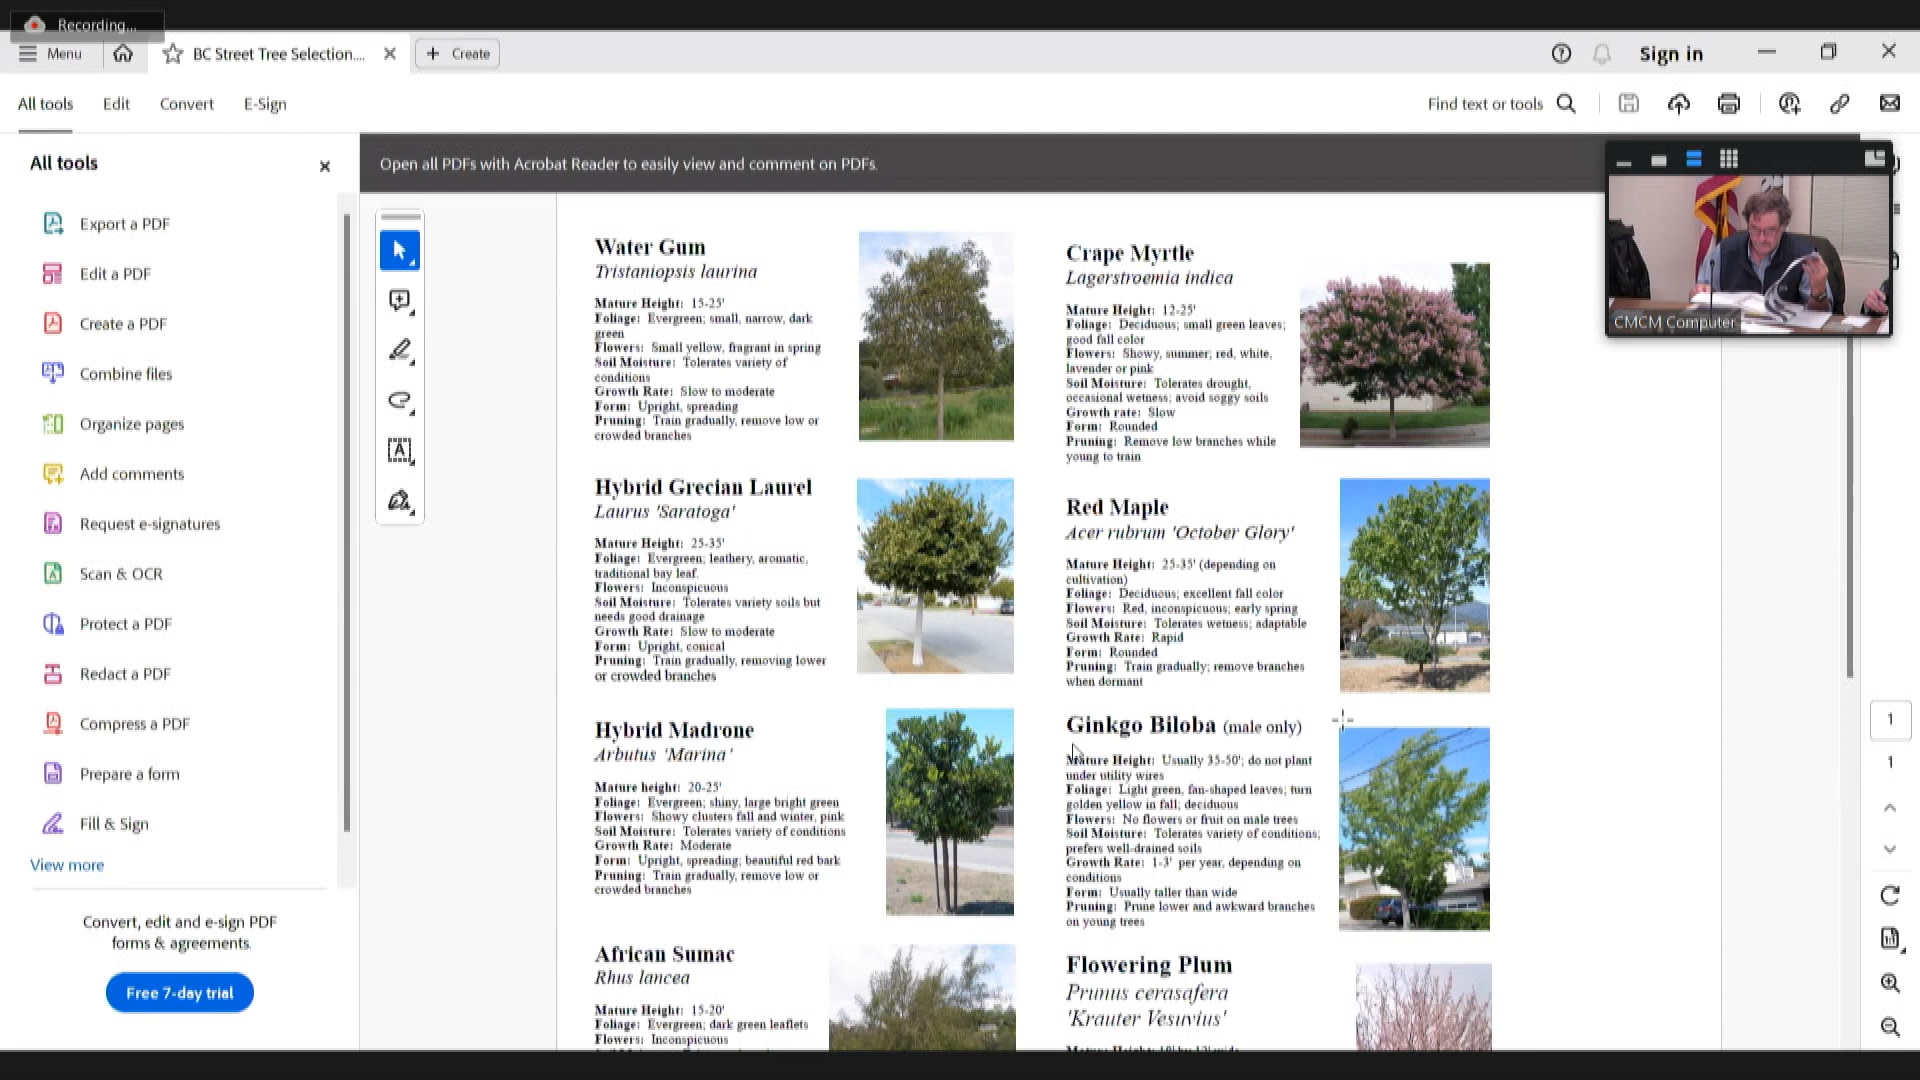 Recording...
Menu
BC Street Tree Selection....
Create
Sign in
All tools
Edit
Convert
E-Sign
Find text or tools
All tools
Export a PDF
Edit a PDF
Create a PDF
Combine files
Organize pages
Add comments
Request e-signatures
Scan & OCR
Protect a PDF
Redact a PDF
Compress a PDF
Prepare a form
Fill & Sign
View more
Convert, edit and e-sign PDF
forms & agreements.
Free 7-day trial
Open all PDFs with Acrobat Reader to easily view and comment on PDFs.
Water Gum
Tristaniopsis laurina
Mature Height: 15-25'
Foliage: Evergreen; small, narrow, dark
green
Flowers: Small yellow, fragrant in spring
Soil Moisture: Tolerates variety of
conditions
Growth Rate: Slow to moderate
Form: Upright, spreading
Pruning: Train gradually, remove low or
crowded branches
Hybrid Grecian Laurel
Laurus 'Saratoga'
Mature Height: 25-35'
Foliage: Evergreen; leathery, aromatic,
traditional bay leaf.
Flowers: Inconspicuous
Soil Moisture: Tolerates variety soils but
needs good drainage
Growth Rate: Slow to moderate
Form: Upright, conical
Pruning: Train gradually, removing lower
or crowded branches
Hybrid Madrone
Arbutus 'Marina'
Mature height: 20-25'
Foliage: Evergreen; shiny, large bright green
Flowers: Showy clusters fall and winter, pink
Soil Moisture: Tolerates variety of conditions
Growth Rate: Moderate
Form: Upright, spreading; beautiful red bark
Pruning: Train gradually, remove low or
crowded branches
African Sumac
Rhus lancea
Mature Height: 15-20'
Foliage: Evergreen; dark green leaflets
Flowers: Inconspicuous
Crape Myrtle
Lagerstroemia indica
Mature Height: 12-25'
Foliage: Deciduous; small green leaves;
good fall color
Flowers: Showy, summer; red, white,
lavender or pink
Soil Moisture: Tolerates drought,
occasional wetness; avoid soggy soils
Growth rate: Slow
Form: Rounded
Pruning: Remove low branches while
young to train
Red Maple
Acer rubrum 'October Glory'
Mature Height: 25-35' (depending on
cultivation)
Foliage: Deciduous; excellent fall color
Flowers: Red, inconspicuous; early spring
Soil Moisture: Tolerates wetness; adaptable
Growth Rate: Rapid
Form: Rounded
Pruning: Train gradually; remove branches
when dormant
Ginkgo Biloba (male only)
Mature Height: Usually 35-50'; do not plant
under utility wires
Foliage: Light green, fan-shaped leaves; turn
golden yellow in fall; deciduous
Flowers: No flowers or fruit on male trees
Soil Moisture: Tolerates variety of conditions;
prefers well-drained soils
Growth Rate: 1-3' per year, depending on
conditions
Form: Usually taller than wide
Pruning: Prune lower and awkward branches
on young trees
Flowering Plum
Prunus cerasafera
'Krauter Vesuvius'
CMCM Computer
1
1